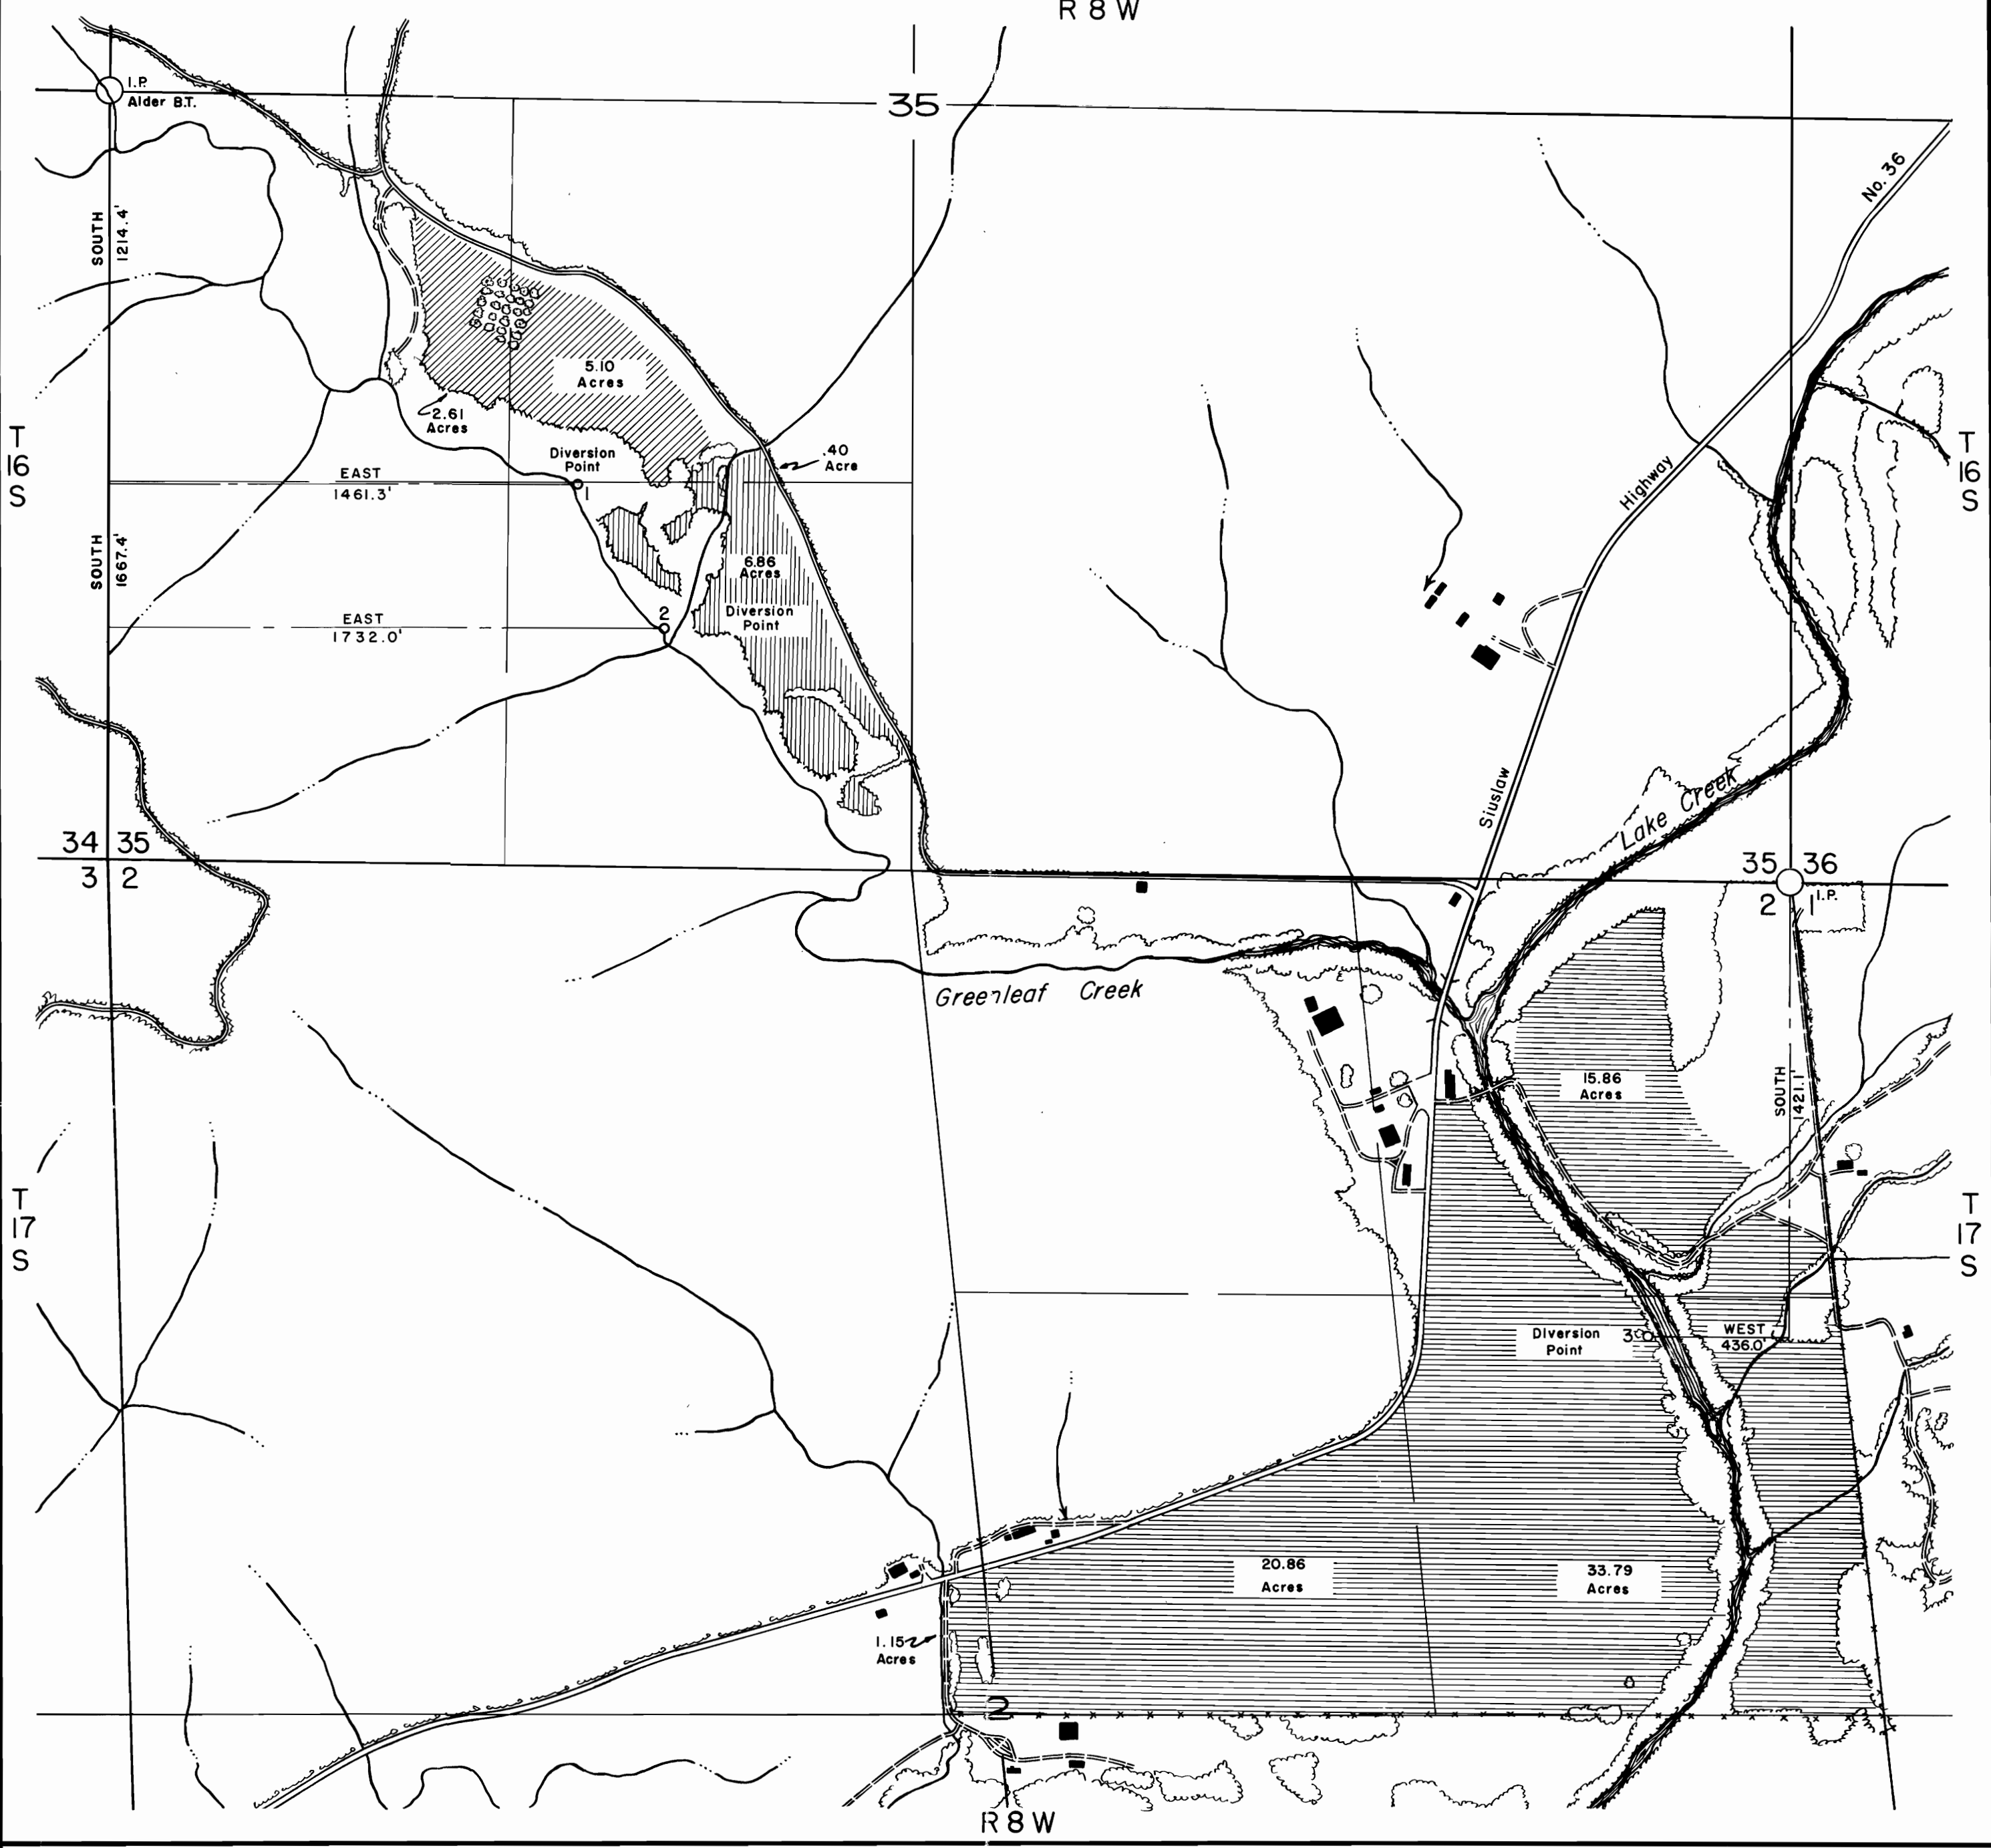 R 8 W
I.P.
Alder B.T.
35
No. 36
SOUTH
1214.4'
5.10
Acres
2.61
Acres
.40
Acre
Diversion
Point
1
T
16
S
EAST
1461.3'
T
16
S
Highway
SOUTH
1667.4'
6.86
Acres
Diversion
Point
2
EAST
1732.0'
Siuslaw
Lake Creek
34 35
3 2
35 36
2 1
I.P.
Greenleaf Creek
15.86
Acres
SOUTH
1421.1'
T
17
S
T
17
S
Diversion
Point
3
WEST
436.0'
20.86
Acres
33.79
Acres
1.15
Acres
2
R 8 W